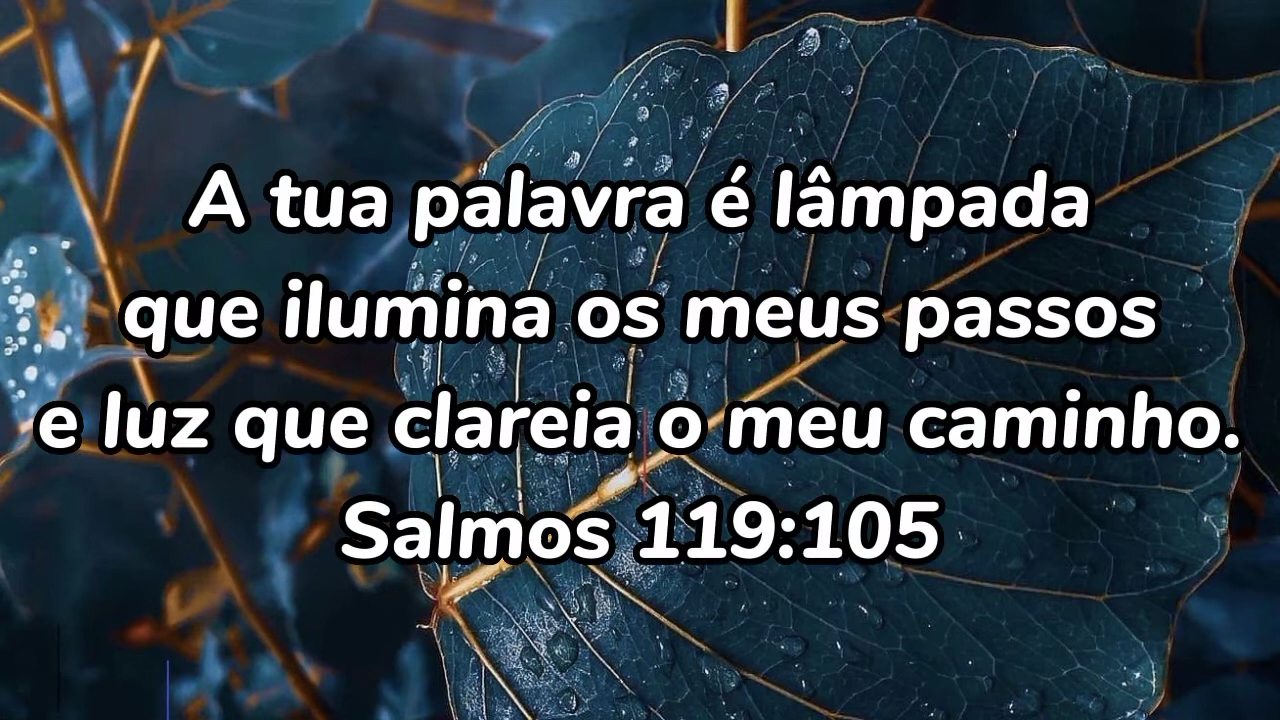 A tua palavra é lâmpada
que ilumina os meus passos
e luz que clareia o meu caminho.
Salmos 119:105